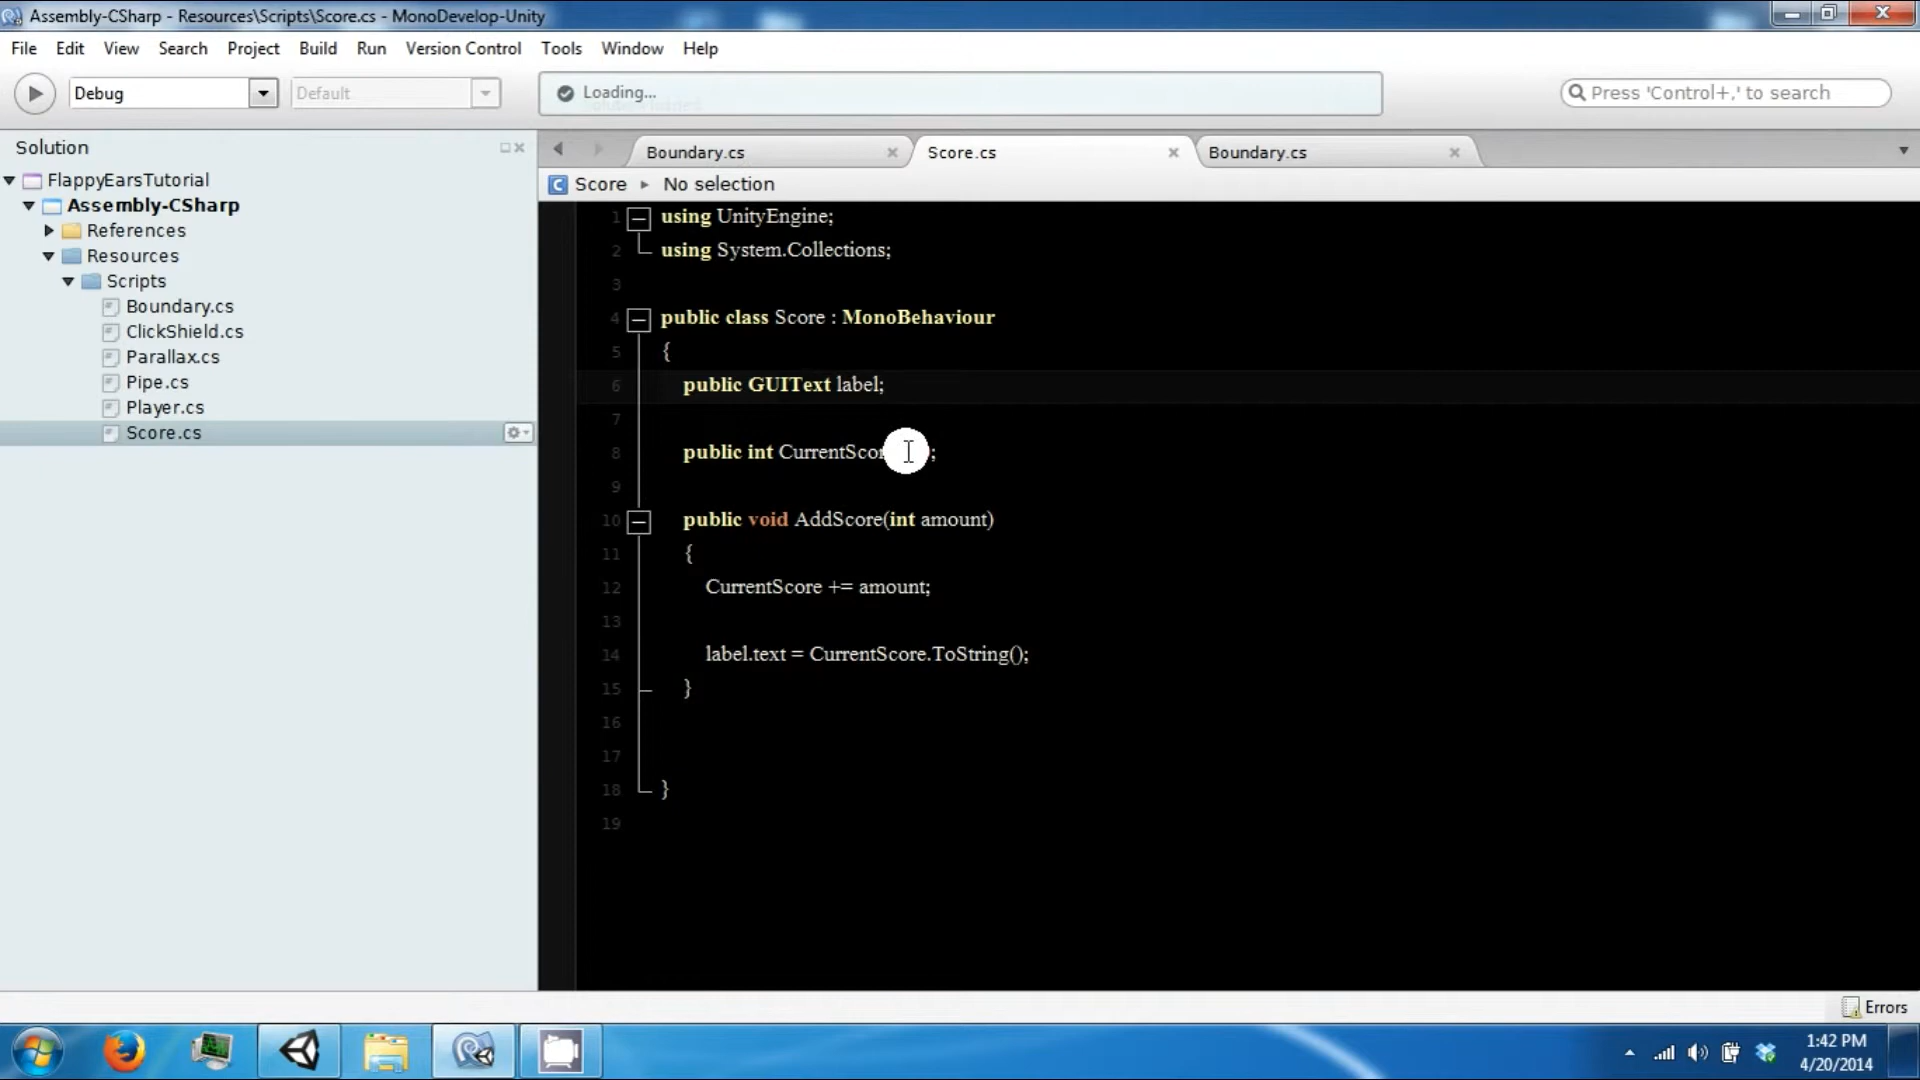 Assembly-CSharp - Resources\Scripts\Score.cs - MonoDevelop-Unity
File Edit View Search Project Build Run Version Control Tools Window Help
Debug Default Loading... Press 'Control+,' to search
Solution
FlappyEarsTutorial
Assembly-CSharp
References
Resources
Scripts
Boundary.cs
ClickShield.cs
Parallax.cs
Pipe.cs
Player.cs
Score.cs
Boundary.cs Score.cs Boundary.cs
Score No selection
1 using UnityEngine;
2 using System.Collections;
3
4 public class Score : MonoBehaviour
5 {
6 public GUIText label;
7
8 public int ;
9
10 public void AddScore(int amount)
11 {
12 CurrentScore += amount;
13
14 label.text = CurrentScore.ToString();
15 }
16
17
18 }
19
Errors
1:42 PM
4/20/2014